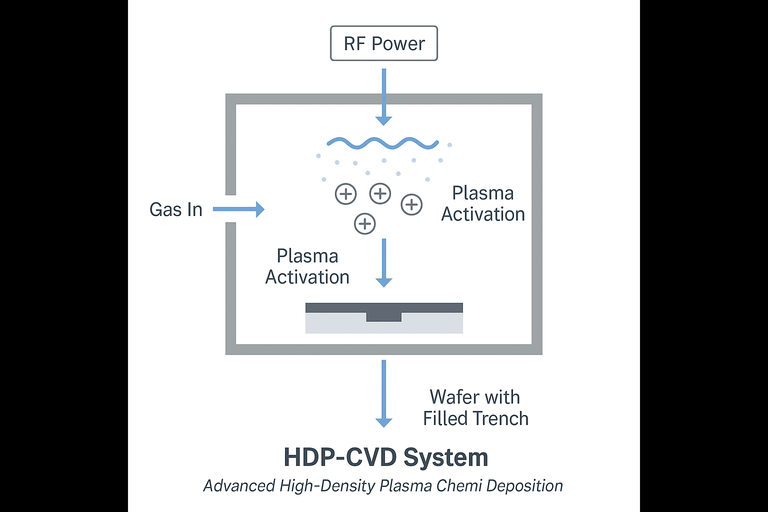 RF Power
Gas In
Plasma
Activation
Plasma
Activation
Wafer with
Filled Trench
HDP-CVD System
Advanced High-Density Plasma Chemi Deposition